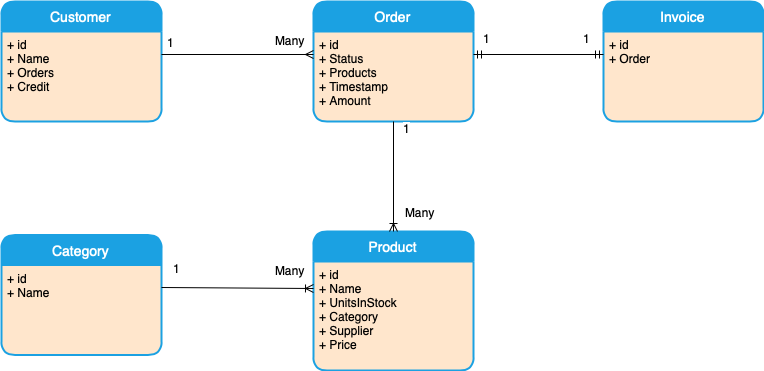 Customer
+ id
+ Name
+ Orders
+ Credit
1
Many
Order
+ id
+ Status
+ Products
+ Timestamp
+ Amount
1
1
Invoice
+ id
+ Order
1
Many
Category
+ id
+ Name
1
Many
Product
+ id
+ Name
+ UnitsInStock
+ Category
+ Supplier
+ Price